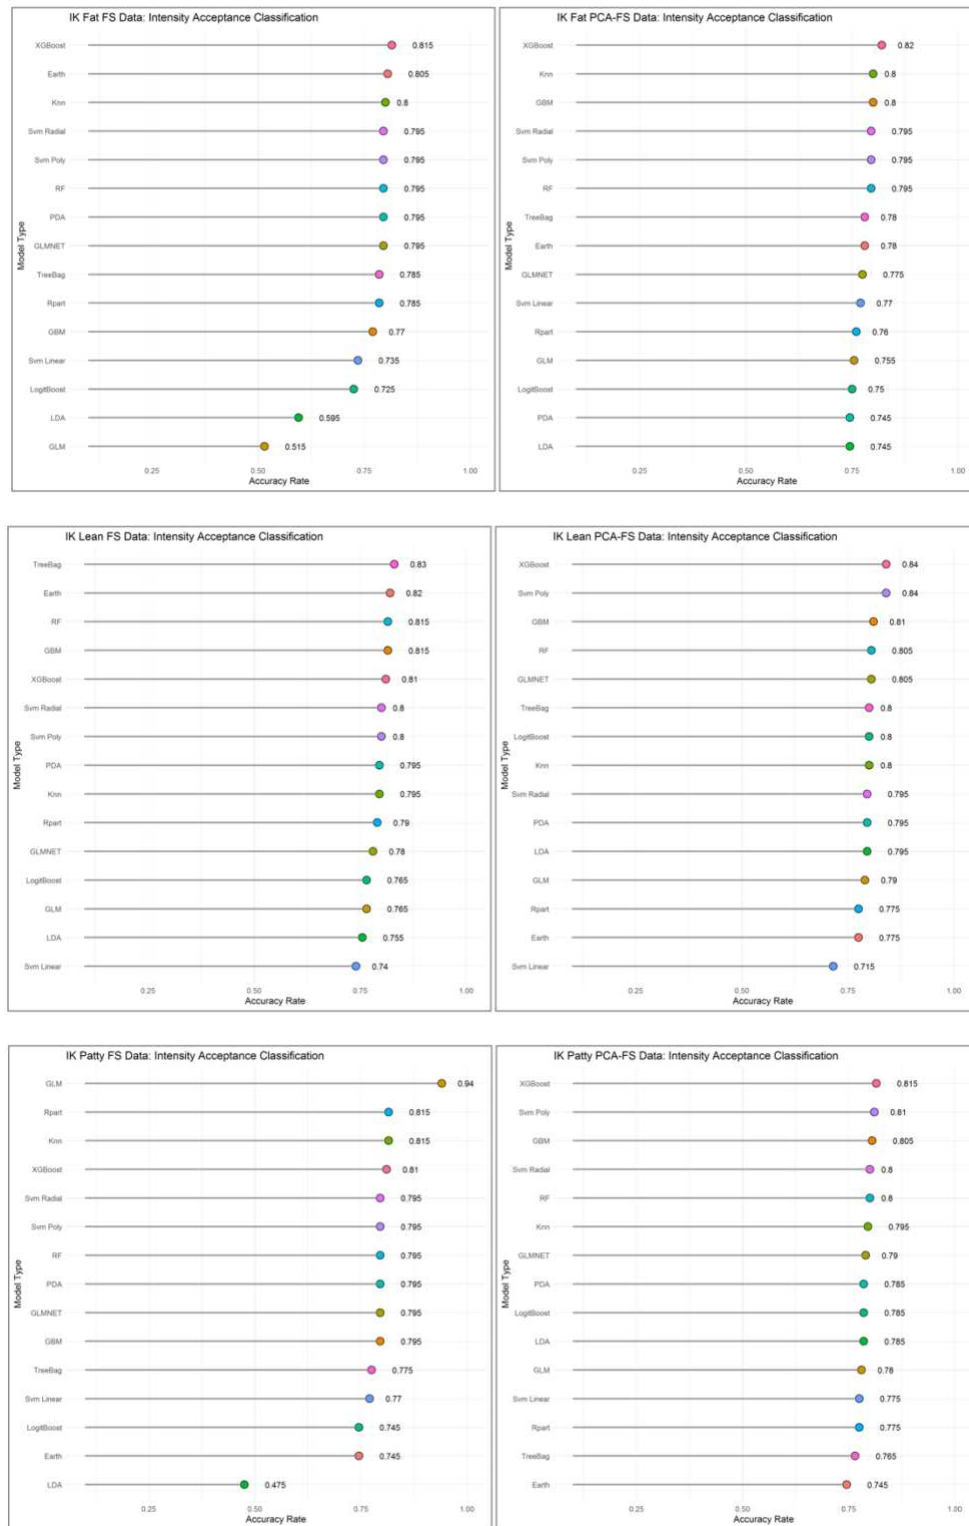 IK Fat FS Data: Intensity Acceptance Classification
Model Type
XGBoost 0.815
Earth 0.805
Knn 0.8
Svm Radial 0.795
Svm Poly 0.795
RF 0.795
PDA 0.795
GLMNET 0.795
TreeBag 0.785
Rpart 0.785
GBM 0.77
Svm Linear 0.735
LogitBoost 0.725
LDA 0.595
GLM 0.515
0.25 0.50 0.75 1.00
Accuracy Rate
IK Fat PCA-FS Data: Intensity Acceptance Classification
Model Type
XGBoost 0.82
Knn 0.8
GBM 0.8
Svm Radial 0.795
Svm Poly 0.795
RF 0.795
TreeBag 0.78
Earth 0.78
GLMNET 0.775
Svm Linear 0.77
Rpart 0.76
GLM 0.755
LogitBoost 0.75
PDA 0.745
LDA 0.745
0.25 0.50 0.75 1.00
Accuracy Rate
IK Lean FS Data: Intensity Acceptance Classification
Model Type
TreeBag 0.83
Earth 0.82
RF 0.815
GBM 0.815
XGBoost 0.81
Svm Radial 0.8
Svm Poly 0.8
PDA 0.795
Knn 0.795
Rpart 0.79
GLMNET 0.78
LogitBoost 0.765
GLM 0.765
LDA 0.755
Svm Linear 0.74
0.25 0.50 0.75 1.00
Accuracy Rate
IK Lean PCA-FS Data: Intensity Acceptance Classification
Model Type
XGBoost 0.84
Svm Poly 0.84
GBM 0.81
RF 0.805
GLMNET 0.805
TreeBag 0.8
LogitBoost 0.8
Knn 0.8
Svm Radial 0.795
PDA 0.795
LDA 0.795
GLM 0.79
Rpart 0.775
Earth 0.775
Svm Linear 0.715
0.25 0.50 0.75 1.00
Accuracy Rate
IK Patty FS Data: Intensity Acceptance Classification
Model Type
GLM 0.94
Rpart 0.815
Knn 0.815
XGBoost 0.81
Svm Radial 0.795
Svm Poly 0.795
RF 0.795
PDA 0.795
GLMNET 0.795
GBM 0.795
TreeBag 0.775
Svm Linear 0.77
LogitBoost 0.745
Earth 0.745
LDA 0.475
0.25 0.50 0.75 1.00
Accuracy Rate
IK Patty PCA-FS Data: Intensity Acceptance Classification
Model Type
XGBoost 0.815
Svm Poly 0.81
GBM 0.805
Svm Radial 0.8
RF 0.8
Knn 0.795
GLMNET 0.79
PDA 0.785
LogitBoost 0.785
LDA 0.785
GLM 0.78
Svm Linear 0.775
Rpart 0.775
TreeBag 0.765
Earth 0.745
0.25 0.50 0.75 1.00
Accuracy Rate